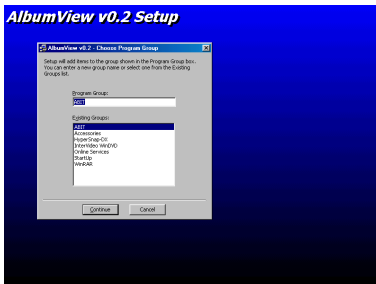 AlbumView v0.2 Setup
AlbumView v0.2 - Choose Program Group
Setup will add items to the group shown in the Program Group box.
You can enter a new group name or select one from the Existing
Groups list.
Program Group:
ABIT
Existing Groups:
ABIT
Accessories
HyperSnap-DX
InterVideo WinDVD
Online Services
StartUp
WinRAR
Continue
Cancel